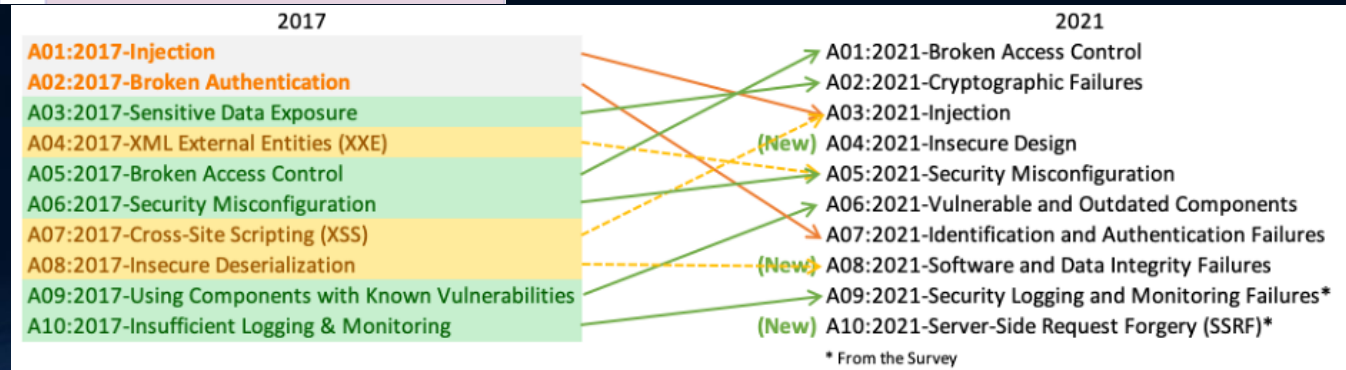 2017
A01:2017-Injection
A02:2017-Broken Authentication
A03:2017-Sensitive Data Exposure
A04:2017-XML External Entities (XXE)
A05:2017-Broken Access Control
A06:2017-Security Misconfiguration
A07:2017-Cross-Site Scripting (XSS)
A08:2017-Insecure Deserialization
A09:2017-Using Components with Known Vulnerabilities
A10:2017-Insufficient Logging & Monitoring
2021
A01:2021-Broken Access Control
A02:2021-Cryptographic Failures
A03:2021-Injection
(New) A04:2021-Insecure Design
A05:2021-Security Misconfiguration
A06:2021-Vulnerable and Outdated Components
A07:2021-Identification and Authentication Failures
(New) A08:2021-Software and Data Integrity Failures
A09:2021-Security Logging and Monitoring Failures*
(New) A10:2021-Server-Side Request Forgery (SSRF)*
* From the Survey